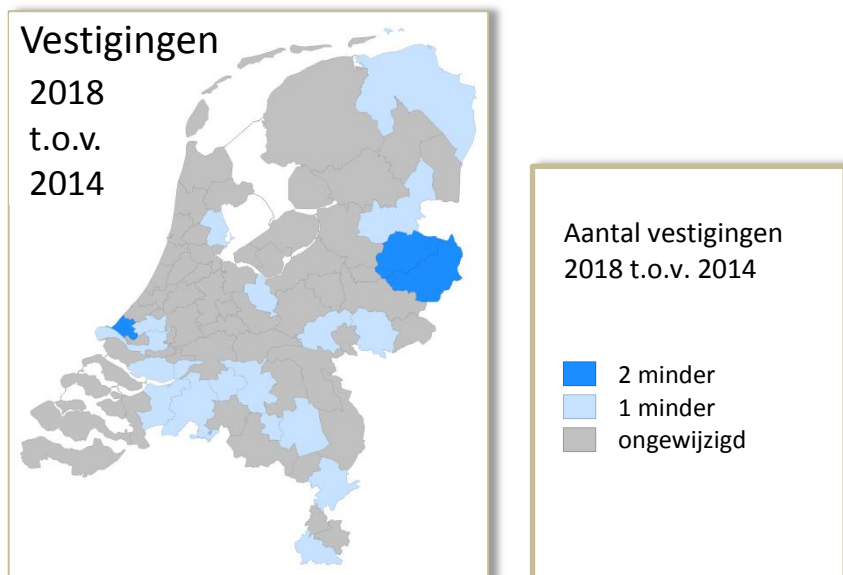 Vestigingen
2018
t.o.v.
2014
Aantal vestigingen
2018 t.o.v. 2014
2 minder
1 minder
ongewijzigd